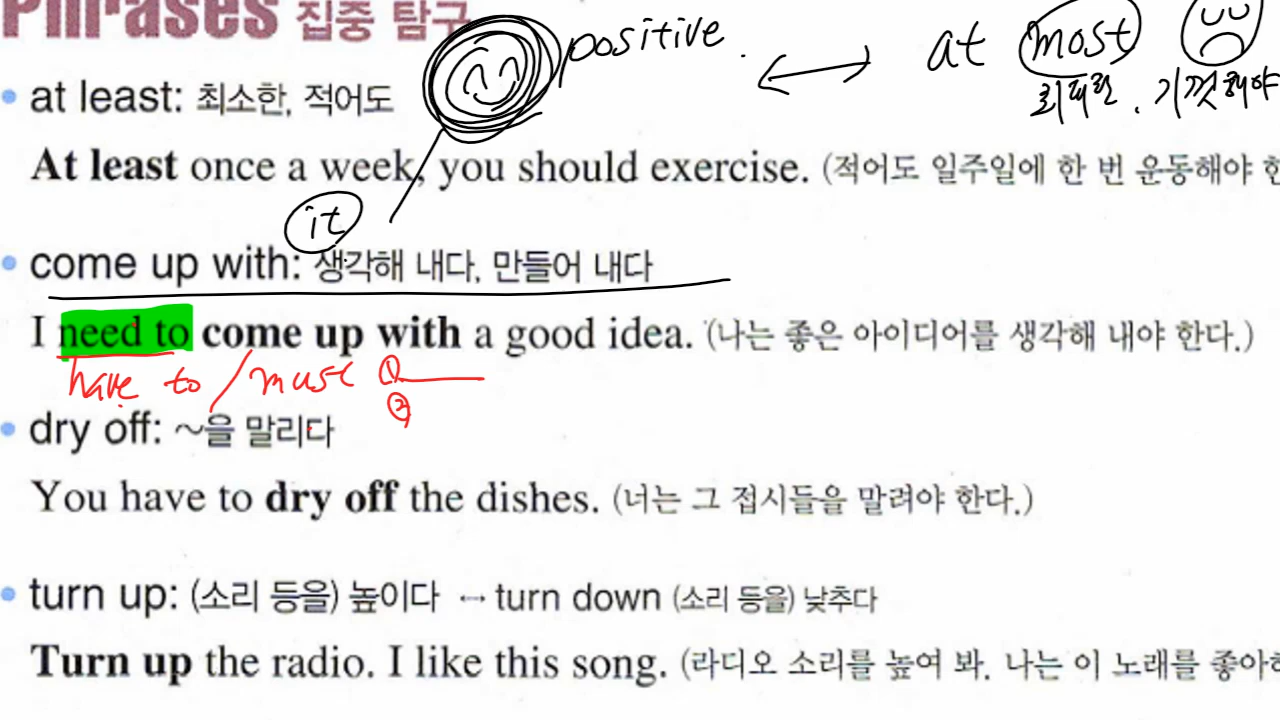 Phrases 집중 탐구
positive. ↔ at most
최대로, 기껏해야
• at least: 최소한, 적어도
At least once a week, you should exercise. (적어도 일주일에 한 번 운동해야 한
it
• come up with: 생각해 내다, 만들어 내다
I need to come up with a good idea. (나는 좋은 아이디어를 생각해 내야 한다.)
have to / must ①
②
• dry off: ~을 말리다
You have to dry off the dishes. (너는 그 접시들을 말려야 한다.)
• turn up: (소리 등을) 높이다 ↔ turn down (소리 등을) 낮추다
Turn up the radio. I like this song. (라디오 소리를 높여 봐. 나는 이 노래를 좋아하